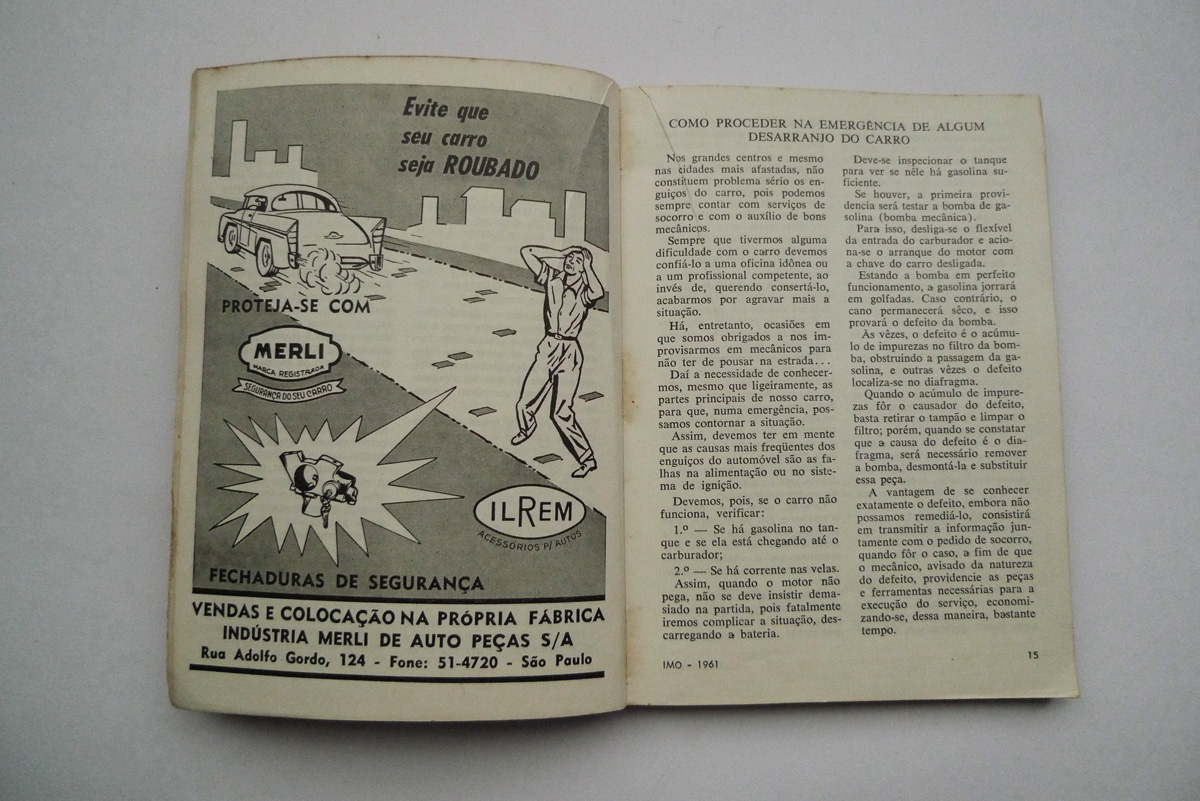 Evite que
seu carro
seja ROUBADO
PROTEJA-SE COM
MERLI
MARCA REGISTRADA
SEGURANÇA DO SEU CARRO
ILREM
ACESSÓRIOS P/ AUTOS
FECHADURAS DE SEGURANÇA
VENDAS E COLOCAÇÃO NA PRÓPRIA FÁBRICA
INDÚSTRIA MERLI DE AUTO PEÇAS S/A
Rua Adolfo Gordo, 124 - Fone: 51-4720 - São Paulo
COMO PROCEDER NA EMERGÊNCIA DE ALGUM
DESARRANJO DO CARRO
Nos grandes centros e mesmo
nas cidades mais afastadas, não
constituem problema sério os en-
guiços do carro, pois podemos
sempre contar com serviços de
socorro e com o auxílio de bons
mecânicos.
Sempre que tivermos alguma
dificuldade com o carro devemos
confiá-lo a uma oficina idônea ou
a um profissional competente, ao
invés de, querendo consertá-lo,
acabarmos por agravar mais a
situação.
Há, entretanto, ocasiões em
que somos obrigados a nos im-
provisarmos em mecânicos para
não ter de pousar na estrada...
Daí a necessidade de conhecer-
mos, mesmo que ligeiramente, as
partes principais de nosso carro,
para que, numa emergência, pos-
samos contornar a situação.
Assim, devemos ter em mente
que as causas mais freqüentes dos
enguiços do automóvel são as fa-
lhas na alimentação ou no siste-
ma de ignição.
Devemos, pois, se o carro não
funciona, verificar:
1.º — Se há gasolina no tan-
que e se ela está chegando até o
carburador;
2.º — Se há corrente nas velas.
Assim, quando o motor não
pega, não se deve insistir dema-
siado na partida, pois fatalmente
iremos complicar a situação, des-
carregando a bateria.
Deve-se inspecionar o tanque
para ver se nêle há gasolina su-
ficiente.
Se houver, a primeira provi-
dencia será testar a bomba de ga-
solina (bomba mecânica).
Para isso, desliga-se o flexível
da entrada do carburador e acio-
na-se o arranque do motor com
a chave do carro desligada.
Estando a bomba em perfeito
funcionamento, a gasolina jorrará
em golfadas. Caso contrário, o
cano permanecerá sêco, e isso
provará o defeito da bomba.
Às vêzes, o defeito é o acúmu-
lo de impurezas no filtro da bom-
ba, obstruindo a passagem da ga-
solina, e outras vêzes o defeito
localiza-se no diafragma.
Quando o acúmulo de impure-
zas fôr o causador do defeito,
basta retirar o tampão e limpar o
filtro; porém, quando se constatar
que a causa do defeito é o dia-
fragma, será necessário remover
a bomba, desmontá-la e substituir
essa peça.
A vantagem de se conhecer
exatamente o defeito, embora não
possamos remediá-lo, consistirá
em transmitir a informação jun-
tamente com o pedido de socorro,
quando fôr o caso, a fim de que
o mecânico, avisado da natureza
do defeito, providencie as peças
e ferramentas necessárias para a
execução do serviço, economi-
zando-se, dessa maneira, bastante
tempo.
IMO - 1961
15